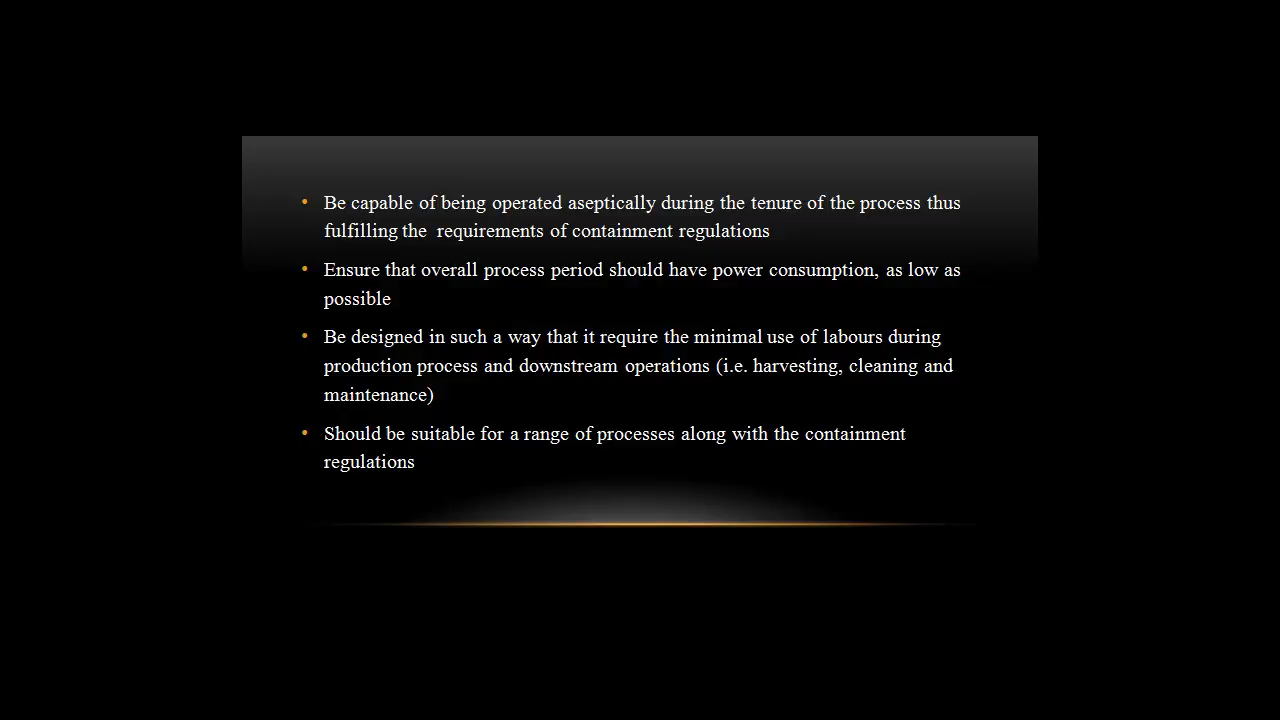 • Be capable of being operated aseptically during the tenure of the process thus
fulfilling the requirements of containment regulations
• Ensure that overall process period should have power consumption, as low as
possible
• Be designed in such a way that it require the minimal use of labours during
production process and downstream operations (i.e. harvesting, cleaning and
maintenance)
• Should be suitable for a range of processes along with the containment
regulations